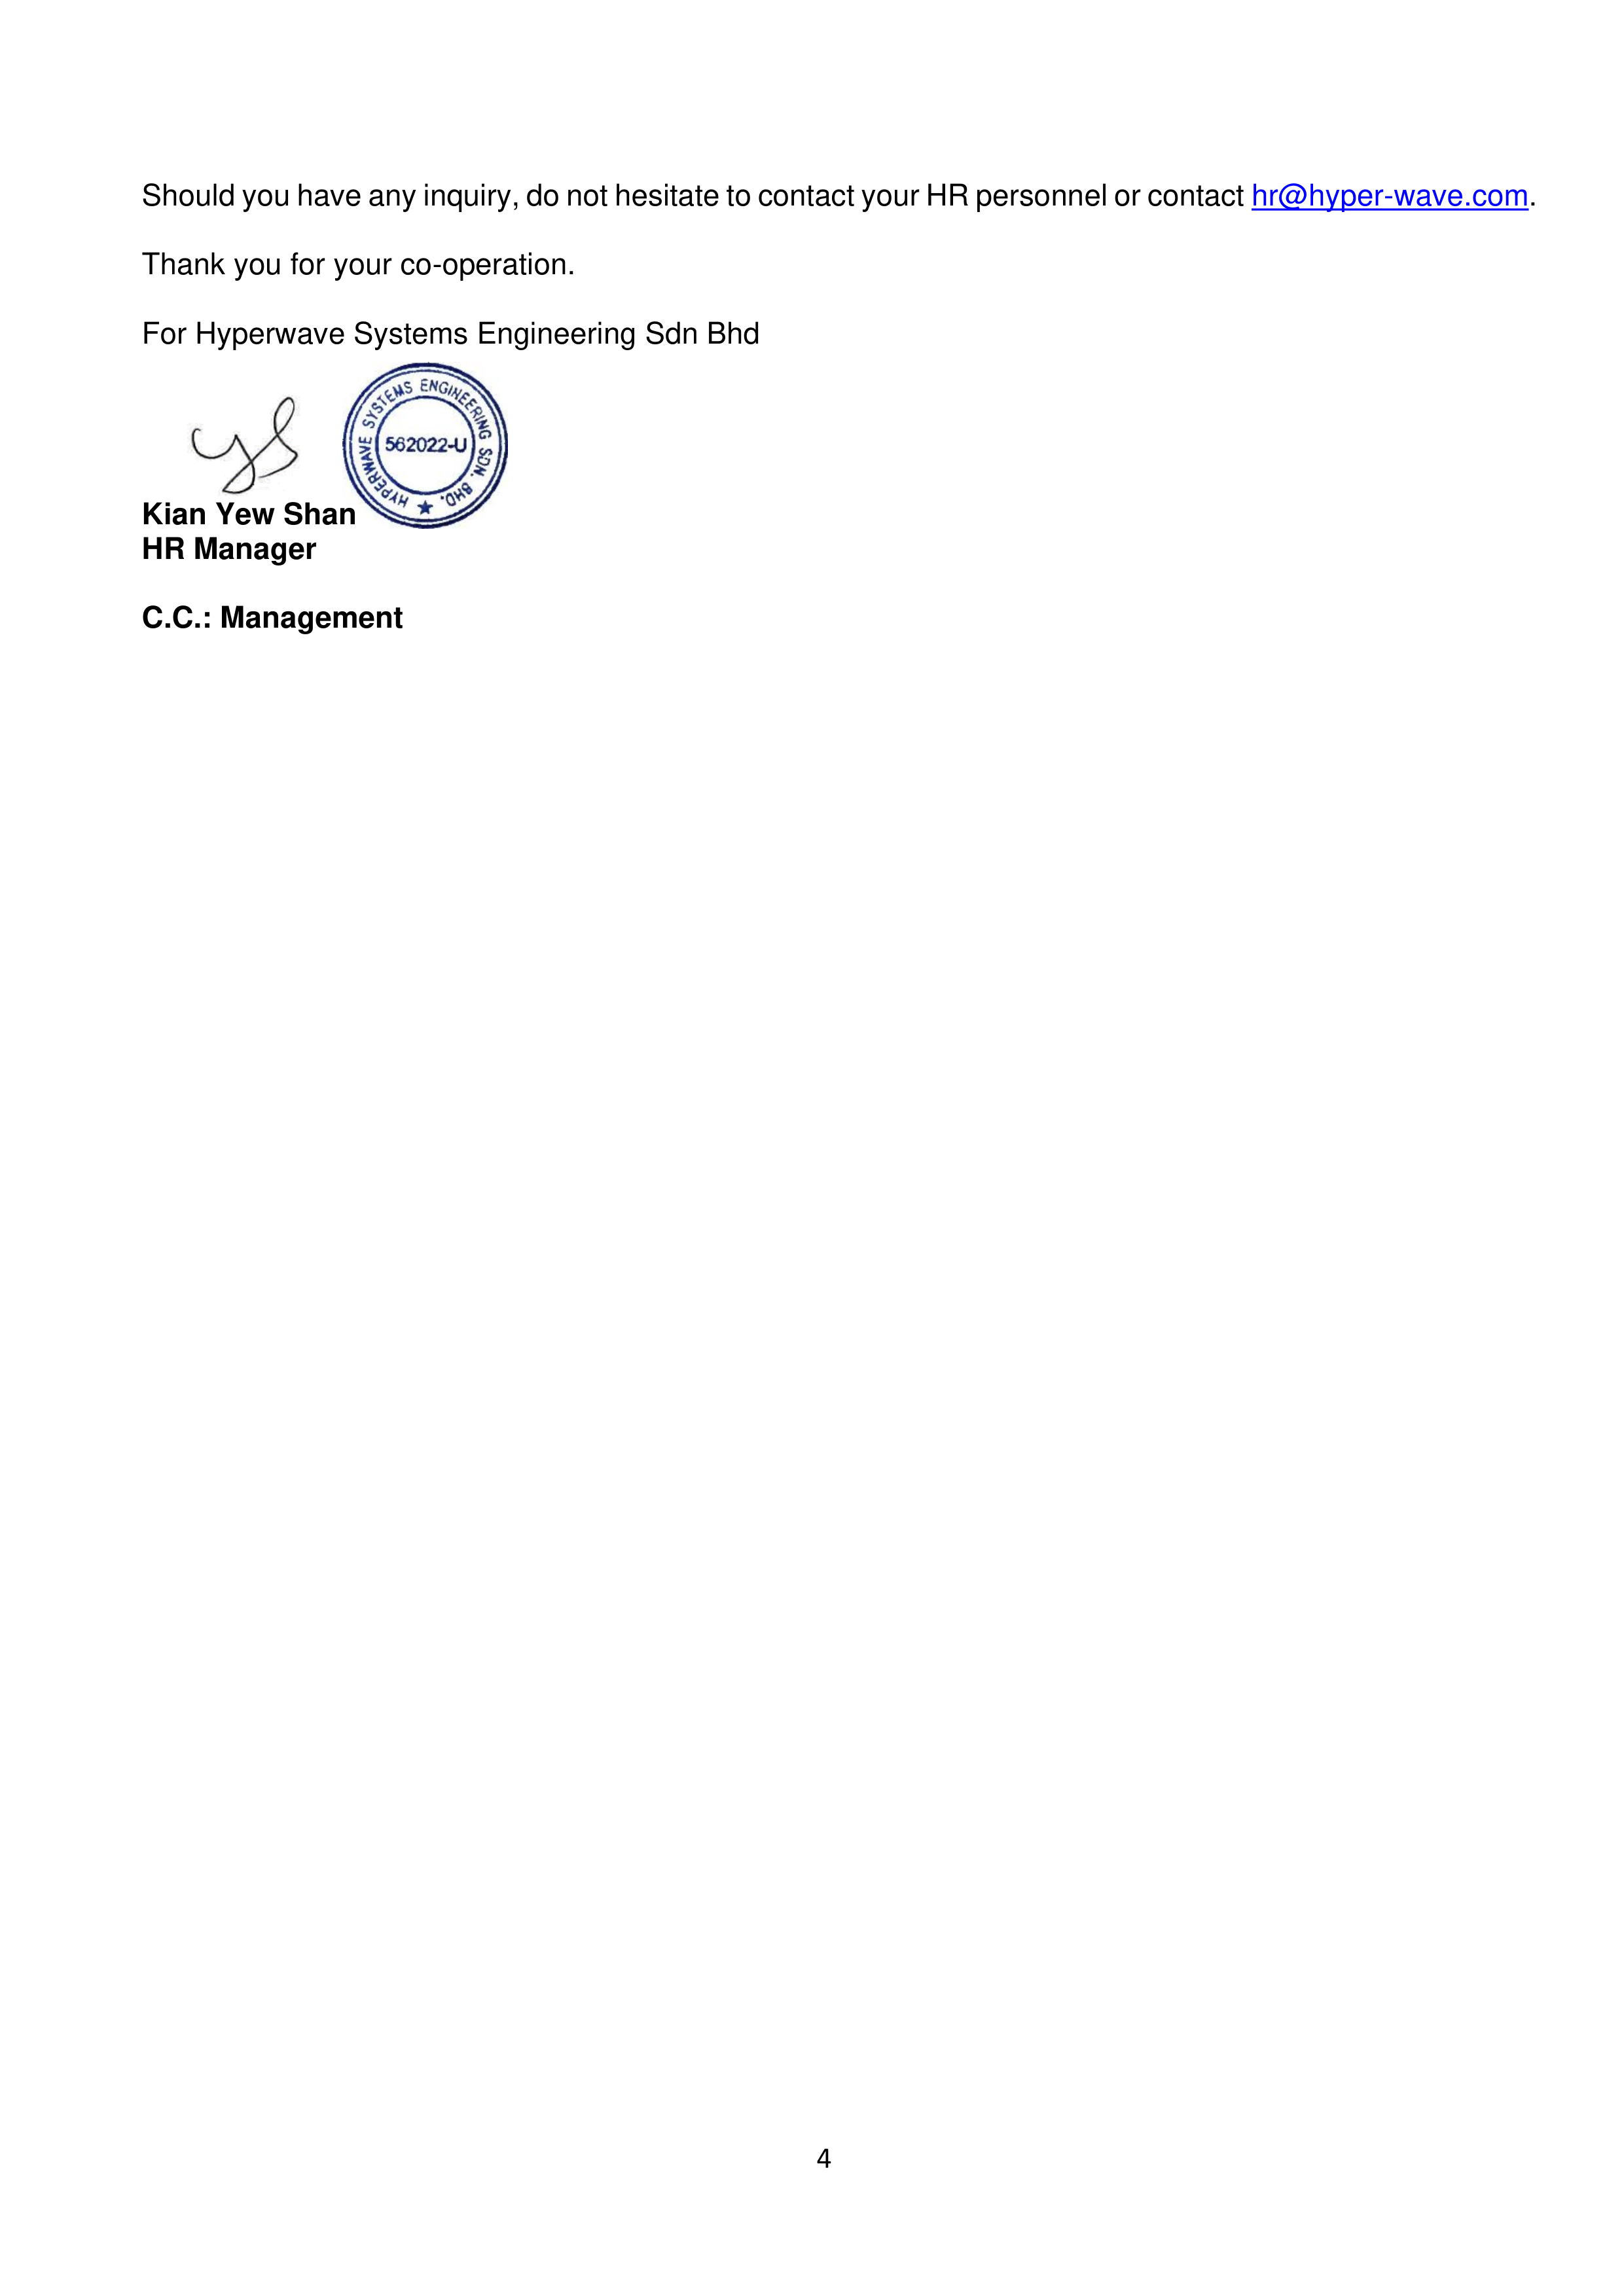 Should you have any inquiry, do not hesitate to contact your HR personnel or contact hr@hyper-wave.com.
Thank you for your co-operation.
For Hyperwave Systems Engineering Sdn Bhd
ys
HYPERWAVE SYSTEMS ENGINEERING SDN. BHD. ★
562022-U
Kian Yew Shan
HR Manager
C.C.: Management
4